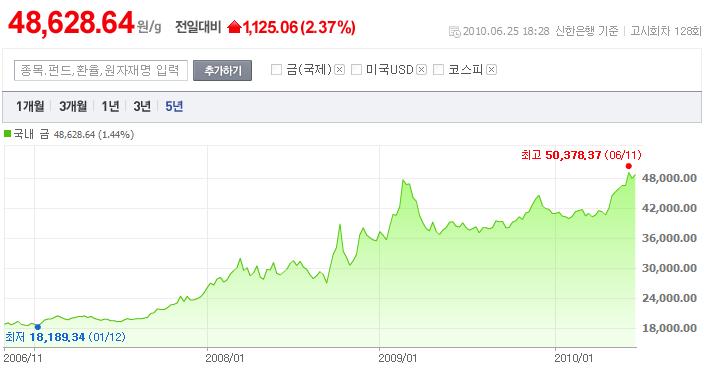 48,628.64원/g 전일대비 1,125.06(2.37%)
2010.06.25 18:28 신한은행 기준 고시회차 128회
종목.펀드,환율,원자재명 입력 추가하기 금(국제) 미국USD 코스피
1개월 3개월 1년 3년 5년
국내 금 48,628.64 (1.44%)
최고 50,378.37 (06/11)
48,000.00
42,000.00
36,000.00
30,000.00
24,000.00
18,000.00
최저 18,189.34 (01/12)
2006/11 2008/01 2009/01 2010/01